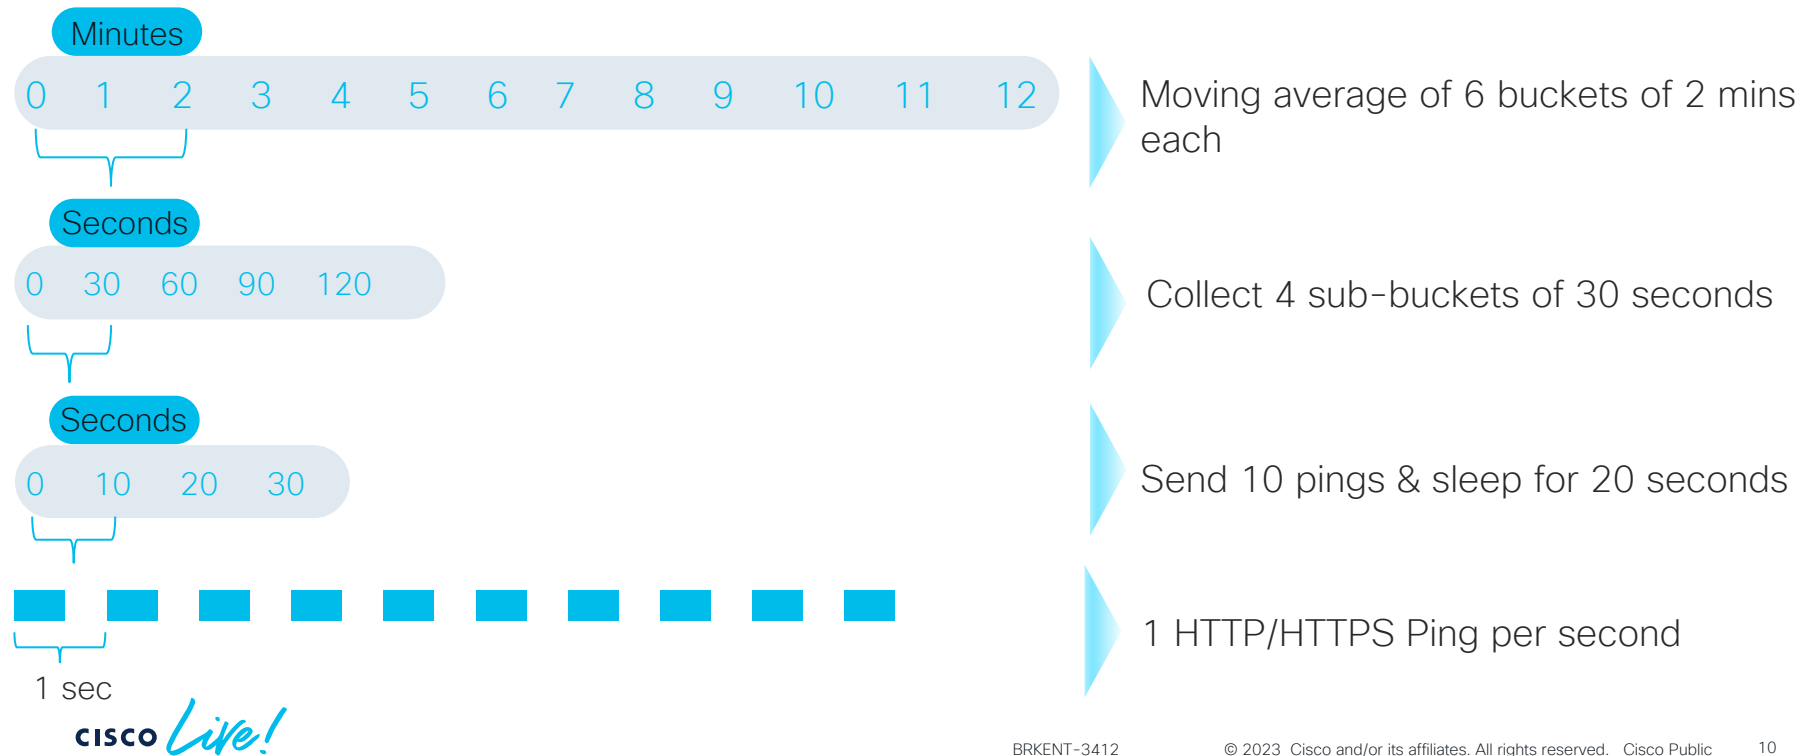 Minutes
0 1 2 3 4 5 6 7 8 9 10 11 12
Moving average of 6 buckets of 2 mins
each
Seconds
0 30 60 90 120
Collect 4 sub-buckets of 30 seconds
Seconds
0 10 20 30
Send 10 pings & sleep for 20 seconds
1 HTTP/HTTPS Ping per second
1 sec
CISCO Live!
BRKENT-3412 © 2023 Cisco and/or its affiliates. All rights reserved. Cisco Public 10